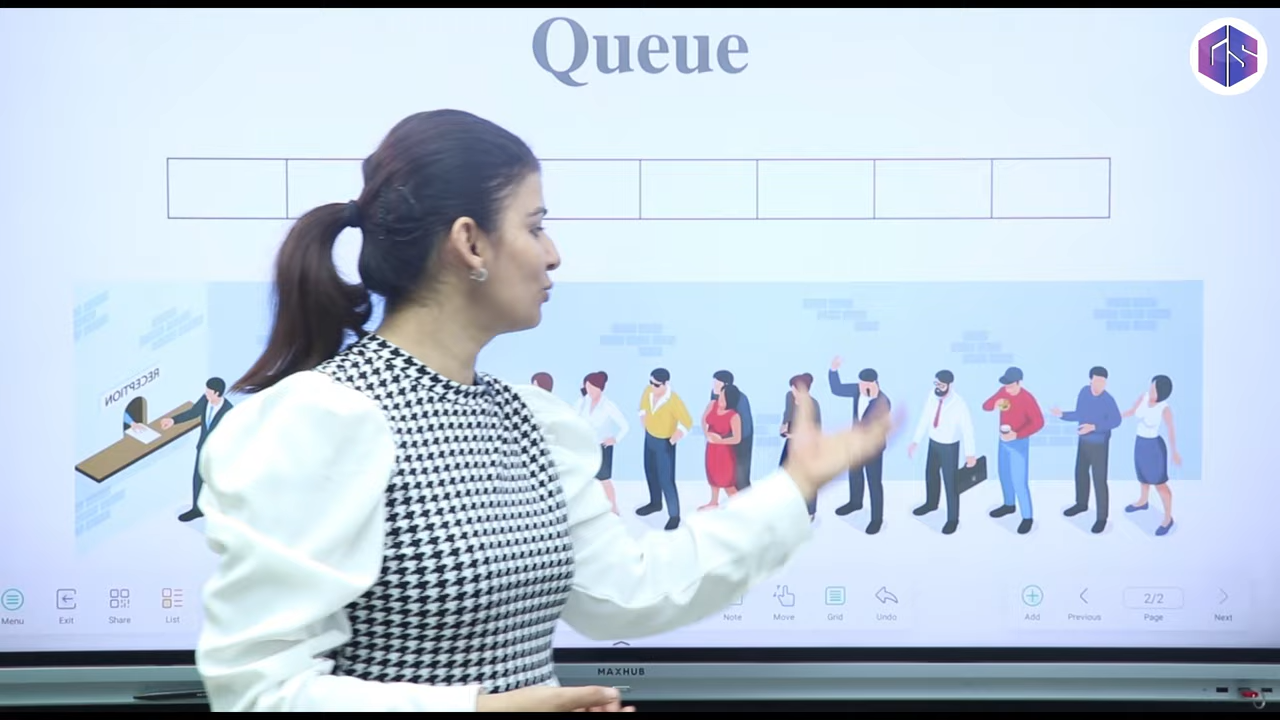 Queue
RECEPTION
Menu
Exit
Share
List
Note
Move
Grid
Undo
Add
Previous
2/2
Page
Next
MAXHUB